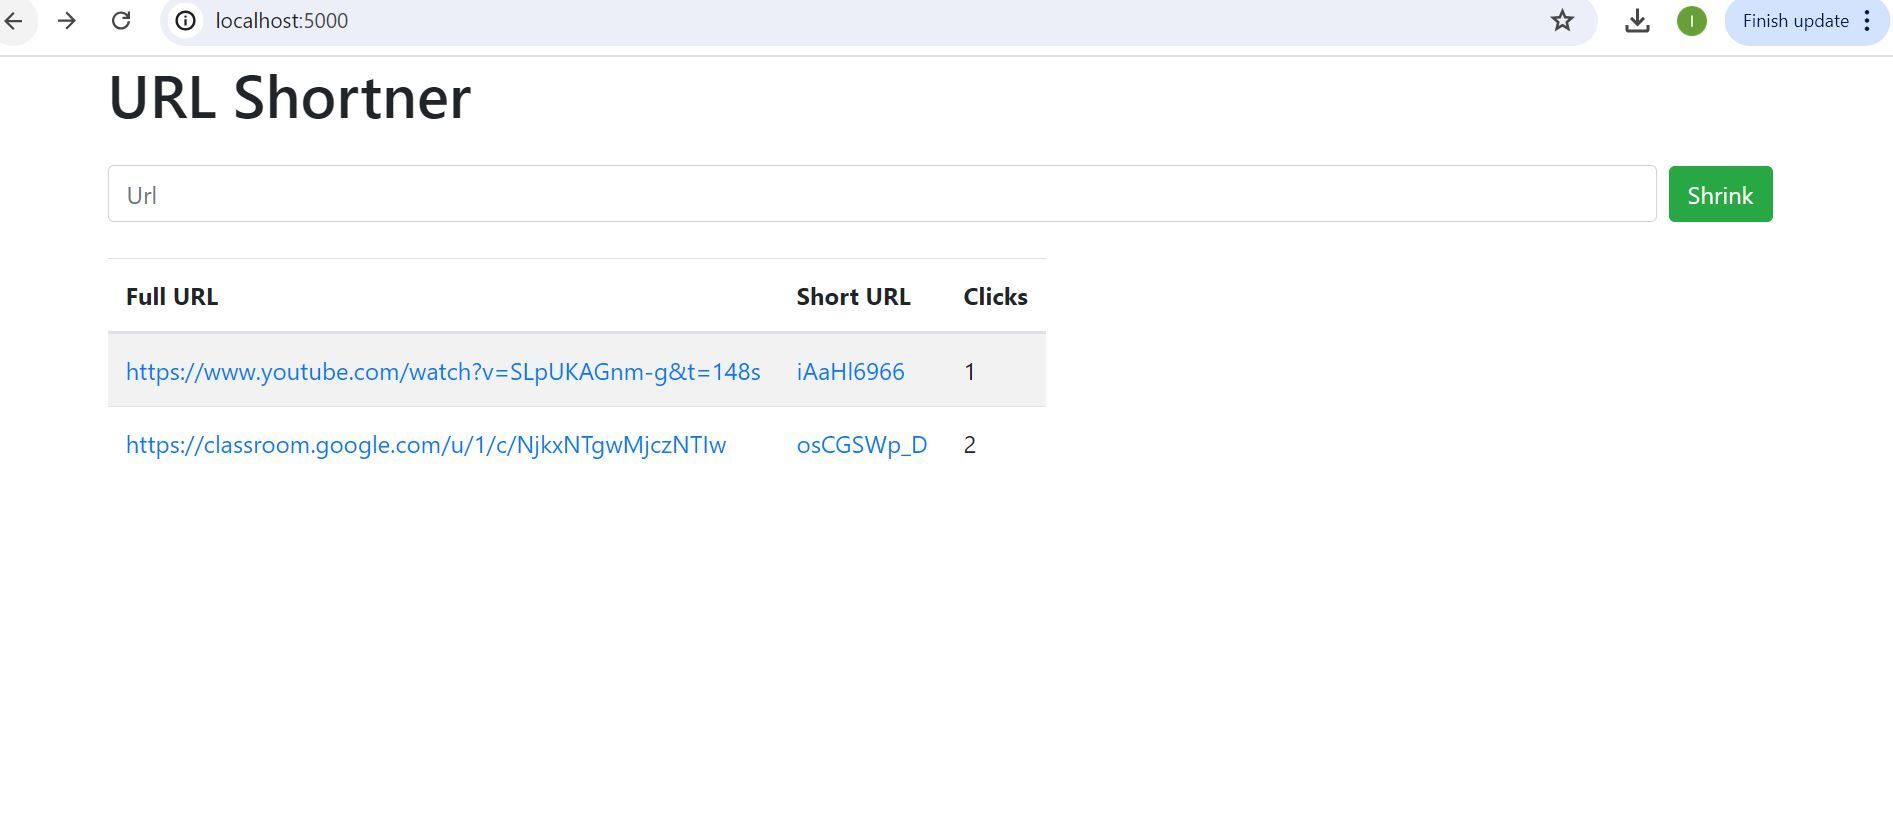 localhost:5000
I
Finish update
URL Shortner
Url
Shrink
Full URL Short URL Clicks
https://www.youtube.com/watch?v=SLpUKAGnm-g&t=148s iAaHl6966 1
https://classroom.google.com/u/1/c/NjkxNTgwMjczNTIw osCGSWp_D 2